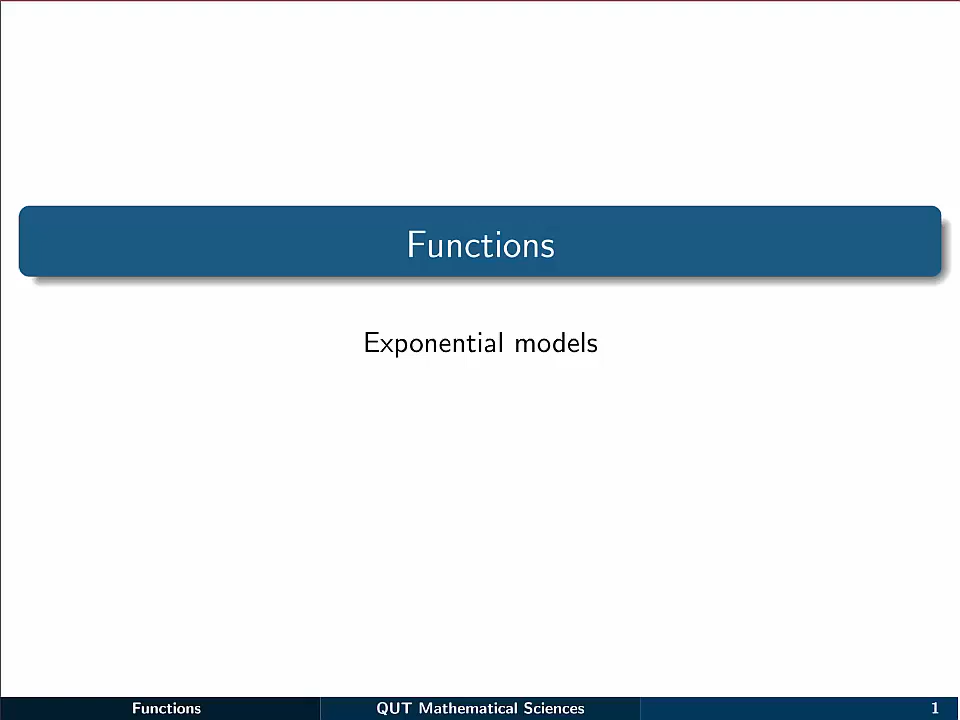 Functions
Exponential models
Functions QUT Mathematical Sciences 1